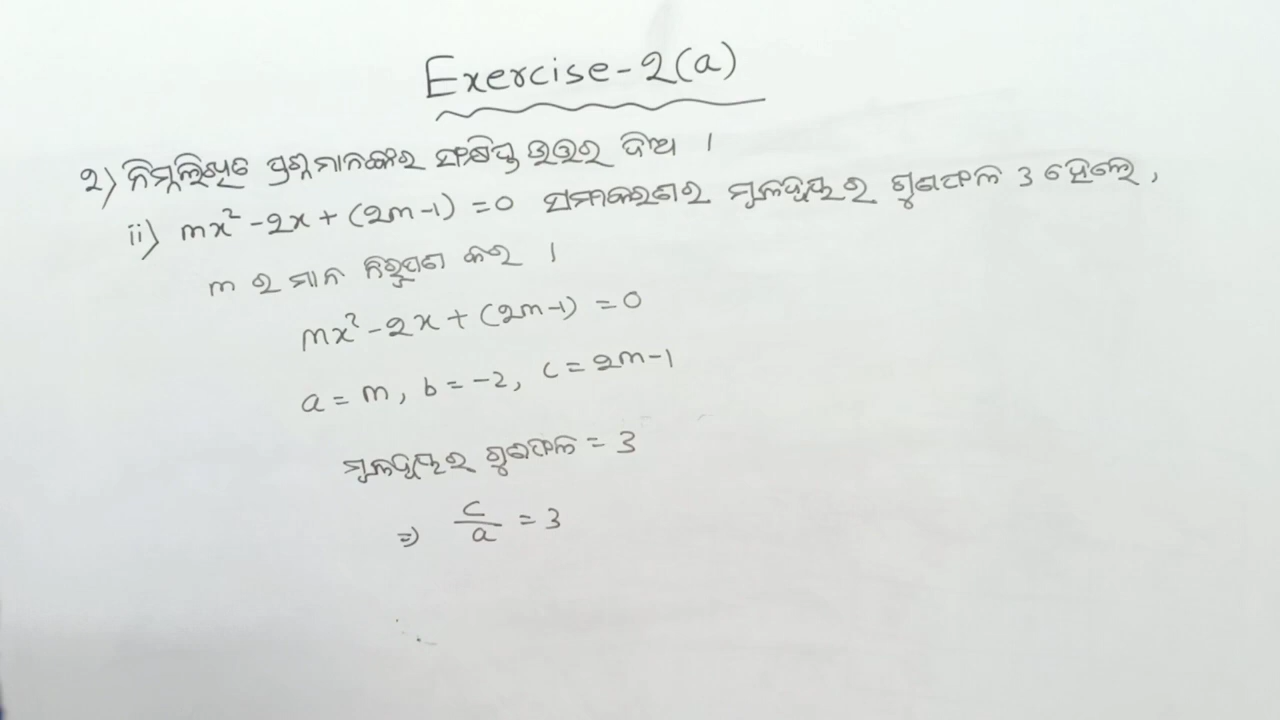 Exercise-2(a)
2) ନିମ୍ନଲିଖିତ ପ୍ରଶ୍ନମାନଙ୍କର ସଂକ୍ଷିପ୍ତ ଉତ୍ତର ଦିଅ ।
ii) mx² - 2x + (2m-1) = 0 ସମୀକରଣର ମୂଳଦ୍ୱୟର ଗୁଣଫଳ 3 ହେଲେ,
m ର ମାନ ନିରୂପଣ କର ।
mx² - 2x + (2m-1) = 0
a = m, b = -2, c = 2m-1
ମୂଳଦ୍ୱୟର ଗୁଣଫଳ = 3
⇒ c/a = 3